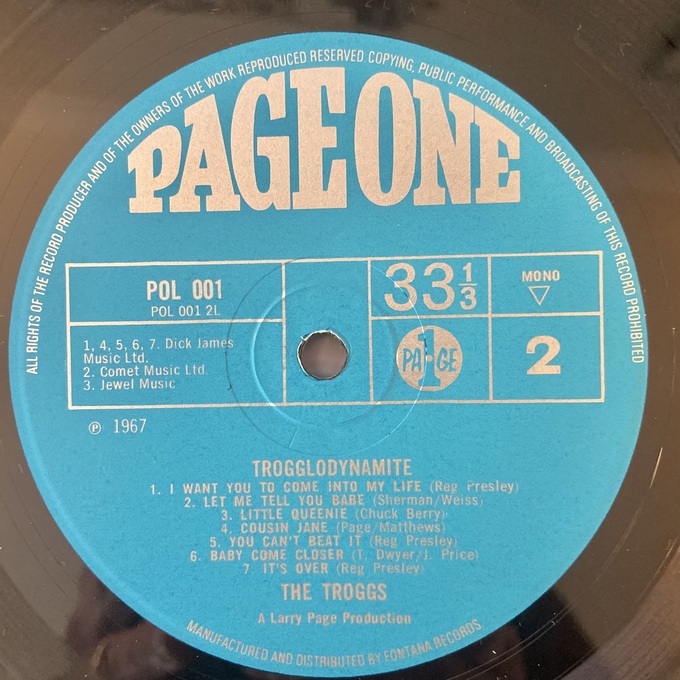 ALL RIGHTS OF THE RECORD PRODUCER AND OF THE OWNERS OF THE WORK REPRODUCED RESERVED COPYING, PUBLIC PERFORMANCE AND BROADCASTING OF THIS RECORD PROHIBITED
PAGE ONE
POL 001
POL 001 2L
33⅓
MONO
▽
1, 4, 5, 6, 7. Dick James
Music Ltd.
2. Comet Music Ltd.
3. Jewel Music
PA1GE
2
℗ 1967
TROGGLODYNAMITE
1. I WANT YOU TO COME INTO MY LIFE (Reg Presley)
2. LET ME TELL YOU BABE (Sherman/Weiss)
3. LITTLE QUEENIE (Chuck Berry)
4. COUSIN JANE (Page/Matthews)
5. YOU CAN'T BEAT IT (Reg Presley)
6. BABY COME CLOSER (T. Dwyer/J. Price)
7. IT'S OVER (Reg Presley)
THE TROGGS
A Larry Page Production
MANUFACTURED AND DISTRIBUTED BY FONTANA RECORDS